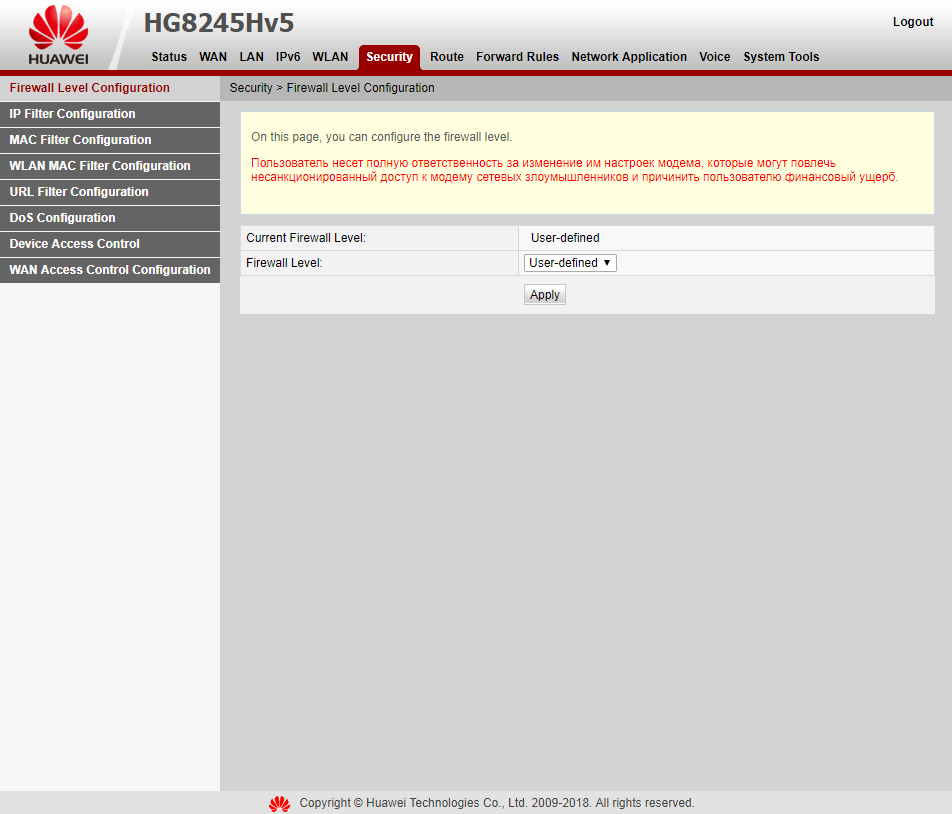 HG8245Hv5
Logout
HUAWEI
Status WAN LAN IPv6 WLAN Security Route Forward Rules Network Application Voice System Tools
Firewall Level Configuration
IP Filter Configuration
MAC Filter Configuration
WLAN MAC Filter Configuration
URL Filter Configuration
DoS Configuration
Device Access Control
WAN Access Control Configuration
Security > Firewall Level Configuration
On this page, you can configure the firewall level.
Пользователь несет полную ответственность за изменение им настроек модема, которые могут повлечь
несанкционированный доступ к модему сетевых злоумышленников и причинить пользователю финансовый ущерб.
Current Firewall Level: User-defined
Firewall Level: User-defined ▼
Apply
Copyright © Huawei Technologies Co., Ltd. 2009-2018. All rights reserved.